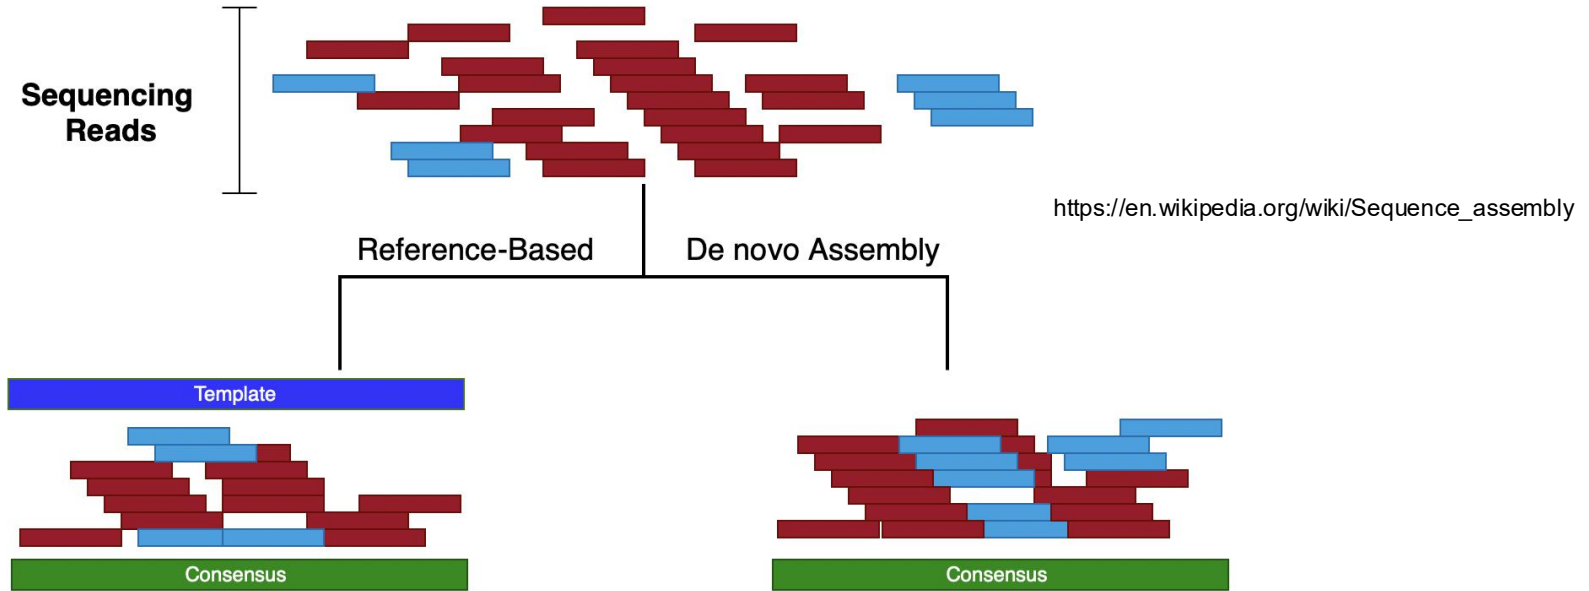 Sequencing
Reads
https://en.wikipedia.org/wiki/Sequence_assembly
Reference-Based
De novo Assembly
Template
Consensus
Consensus